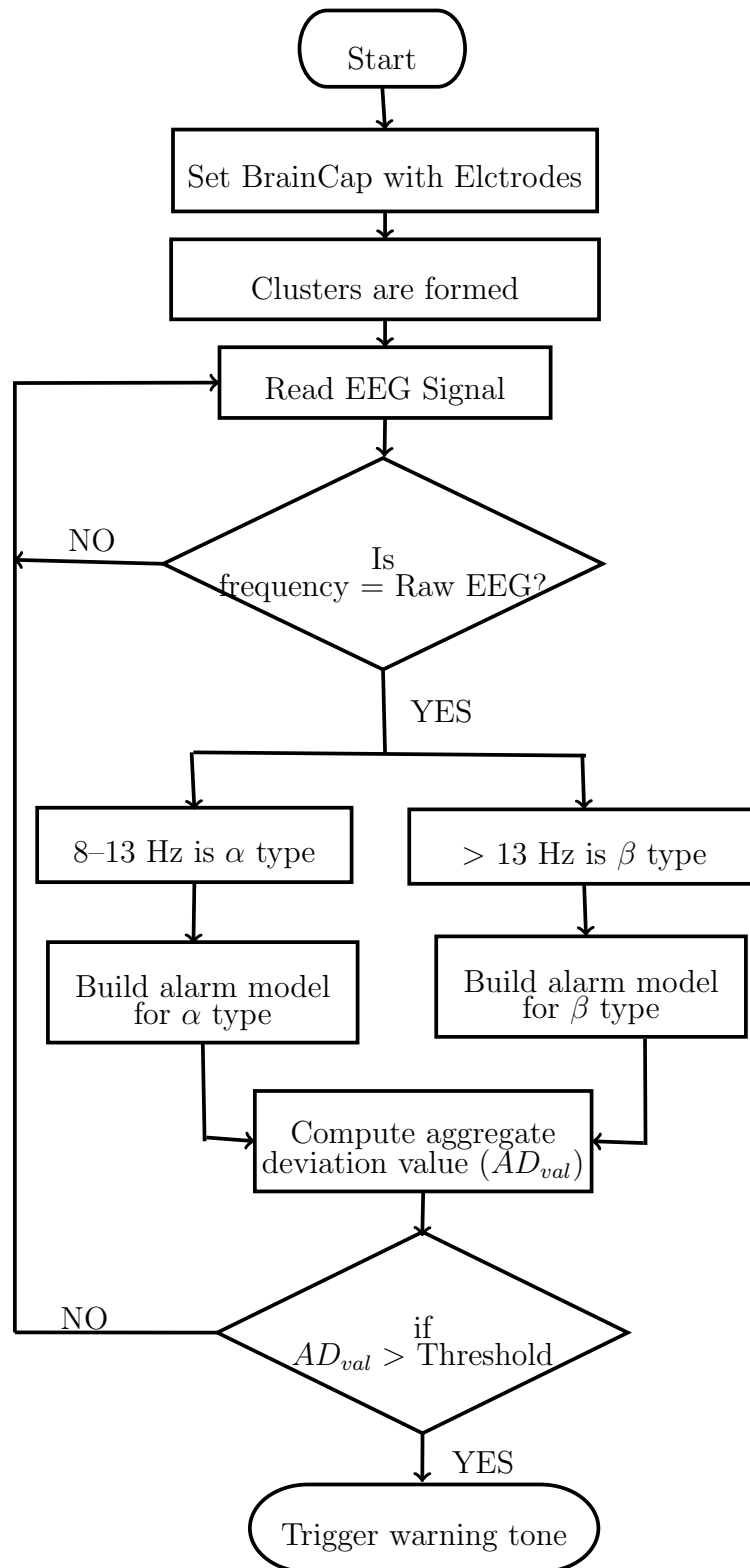 Start
Set BrainCap with Elctrodes
Clusters are formed
Read EEG Signal
NO
Is
frequency = Raw EEG?
YES
8–13 Hz is α type
> 13 Hz is β type
Build alarm model
for α type
Build alarm model
for β type
Compute aggregate
deviation value (AD_val)
NO
if
AD_val > Threshold
YES
Trigger warning tone